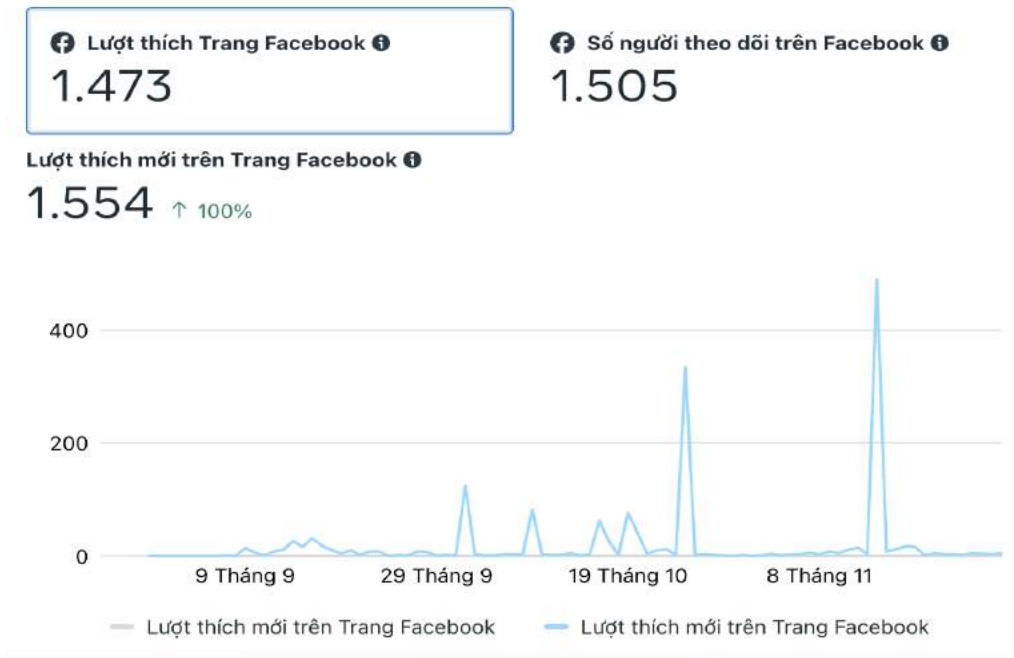 Lượt thích Trang Facebook
1.473
Số người theo dõi trên Facebook
1.505
Lượt thích mới trên Trang Facebook
1.554 ↑ 100%
400
200
0
9 Tháng 9 29 Tháng 9 19 Tháng 10 8 Tháng 11
Lượt thích mới trên Trang Facebook Lượt thích mới trên Trang Facebook